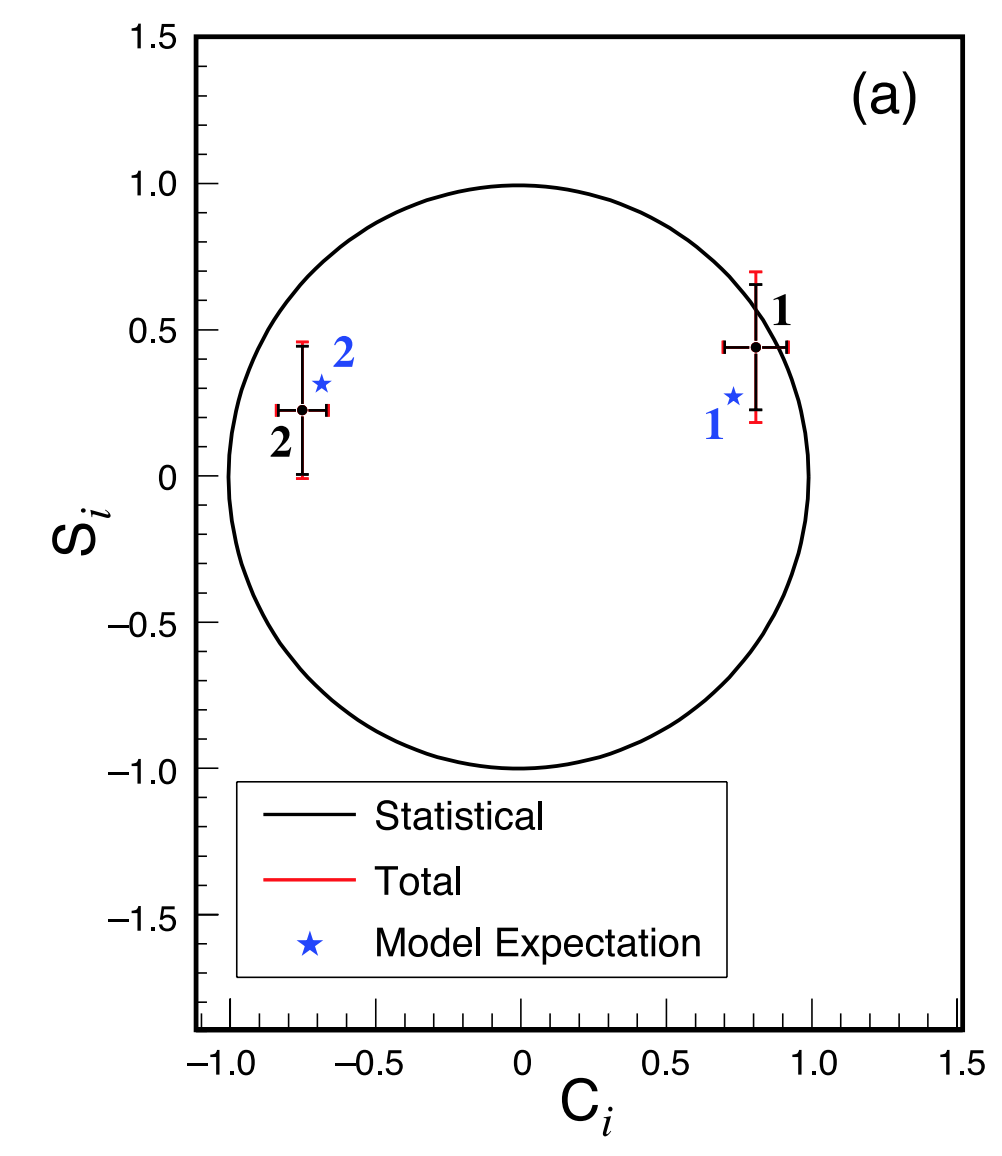 1.5
(a)
1.0
1
0.5
2
1
2
0
S_i
–0.5
–1.0
Statistical
Total
–1.5
Model Expectation
–1.0 –0.5 0 0.5 1.0 1.5
C_i